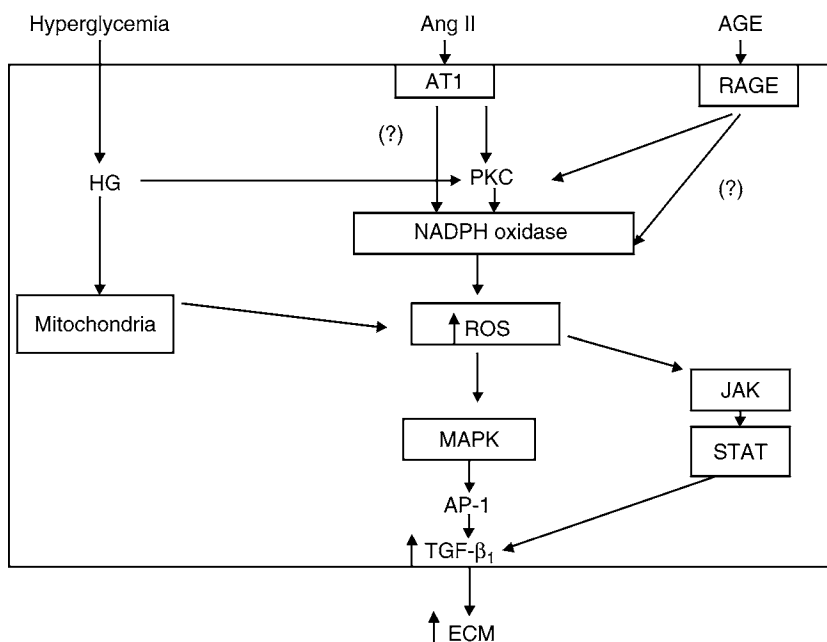 Hyperglycemia
Ang II
AGE
AT1
RAGE
(?)
HG
PKC
(?)
NADPH oxidase
Mitochondria
ROS
JAK
MAPK
STAT
AP-1
TGF-β₁
ECM